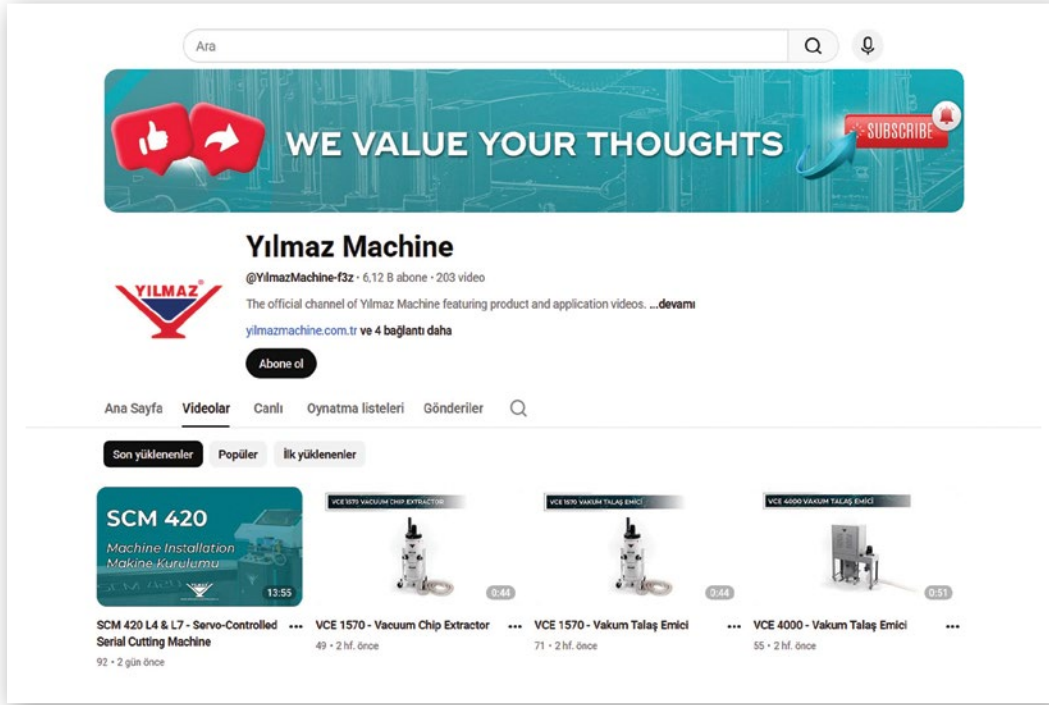 Ara
WE VALUE YOUR THOUGHTS
SUBSCRIBE
Yılmaz Machine
YILMAZ®
@YılmazMachine-f3z • 6,12 B abone • 203 video
The official channel of Yılmaz Machine featuring product and application videos. ...devamı
yilmazmachine.com.tr ve 4 bağlantı daha
Abone ol
Ana Sayfa Videolar Canlı Oynatma listeleri Gönderiler
Son yüklenenler Popüler İlk yüklenenler
SCM 420
Machine Installation
Makine Kurulumu
13:55
VCE 1570 VACUUM CHIP EXTRACTOR
0:44
VCE 1570 VAKUM TALAŞ EMİCİ
0:44
VCE 4000 VAKUM TALAŞ EMİCİ
0:51
SCM 420 L4 & L7 - Servo-Controlled
Serial Cutting Machine
92 • 2 gün önce
VCE 1570 - Vacuum Chip Extractor
49 • 2 hf. önce
VCE 1570 - Vakum Talaş Emici
71 • 2 hf. önce
VCE 4000 - Vakum Talaş Emici
55 • 2 hf. önce